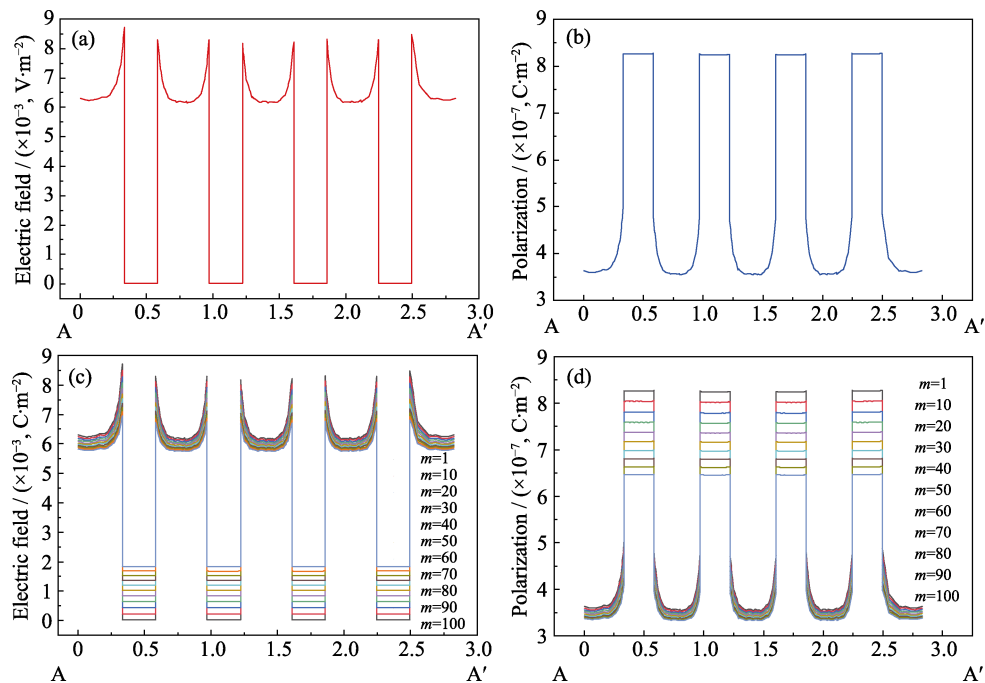 (a)
Electric field / (×10⁻³, V·m⁻²)
9
8
7
6
5
4
3
2
1
0
0 0.5 1.0 1.5 2.0 2.5 3.0
A A′
(b)
Polarization / (×10⁻⁷, C·m⁻²)
9
8
7
6
5
4
3
0 0.5 1.0 1.5 2.0 2.5 3.0
A A′
(c)
Electric field / (×10⁻³, C·m⁻²)
9
8
7
6
5
4
3
2
1
0
m=1
m=10
m=20
m=30
m=40
m=50
m=60
m=70
m=80
m=90
m=100
0 0.5 1.0 1.5 2.0 2.5 3.0
A A′
(d)
Polarization / (×10⁻⁷, C·m⁻²)
9
8
7
6
5
4
3
m=1
m=10
m=20
m=30
m=40
m=50
m=60
m=70
m=80
m=90
m=100
0 0.5 1.0 1.5 2.0 2.5 3.0
A A′